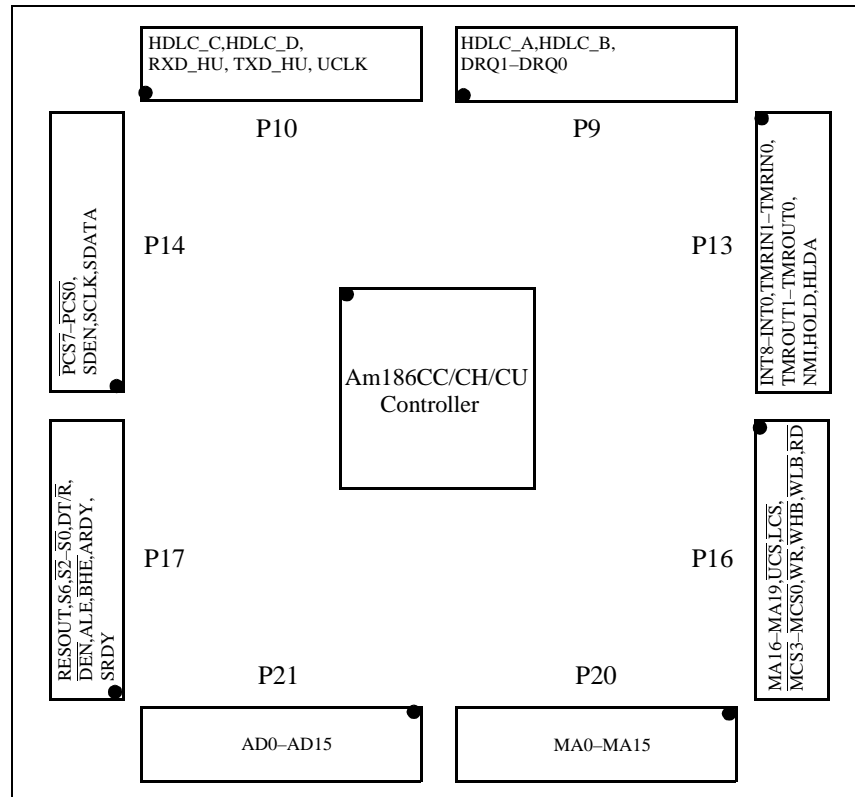 HDLC_C,HDLC_D,
RXD_HU, TXD_HU, UCLK
HDLC_A,HDLC_B,
DRQ1–DRQ0
P10
P9
PCS7–PCS0,
SDEN,SCLK,SDATA
P14
P13
INT8–INT0,TMRIN1–TMRIN0,
TMROUT1–TMROUT0,
NMI,HOLD,HLDA
Am186CC/CH/CU
Controller
RESOUT,S6,S2–S0,DT/R,
DEN,ALE,BHE,ARDY,
SRDY
P17
P16
MA16–MA19,UCS,LCS,
MCS3–MCS0,WR,WHB,WLB,RD
P21
P20
AD0–AD15
MA0–MA15